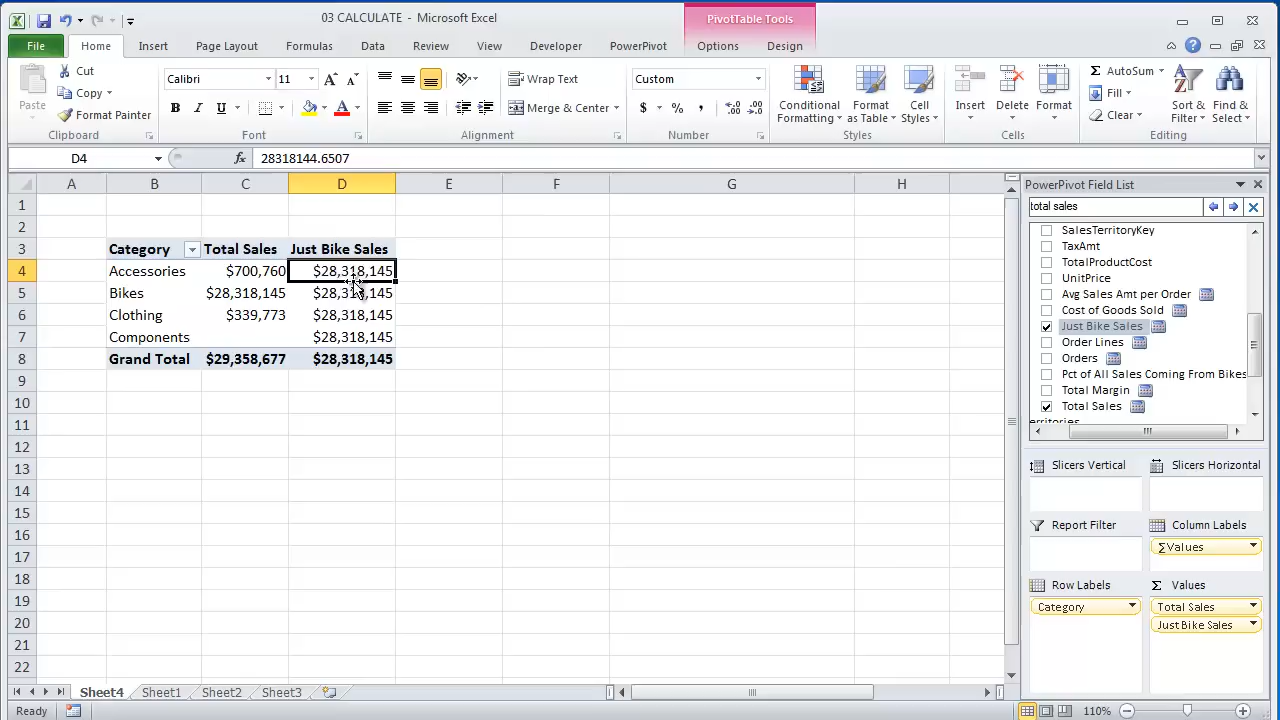 03 CALCULATE - Microsoft Excel
PivotTable Tools
File Home Insert Page Layout Formulas Data Review View Developer PowerPivot Options Design
Paste
Cut
Copy
Format Painter
Clipboard
Calibri 11
B I U A
Font
Wrap Text
Merge & Center
Alignment
Custom
$ % ,
Number
Conditional Formatting
Format as Table
Cell Styles
Styles
Insert Delete Format
Cells
Σ AutoSum
Fill
Clear
Sort & Filter
Find & Select
Editing
D4 fx 28318144.6507
A B C D E F G H
1
2
3 Category Total Sales Just Bike Sales
4 Accessories $700,760 $28,318,145
5 Bikes $28,318,145 $28,318,145
6 Clothing $339,773 $28,318,145
7 Components $28,318,145
8 Grand Total $29,358,677 $28,318,145
9
10
11
12
13
14
15
16
17
18
19
20
21
22
PowerPivot Field List
total sales
SalesTerritoryKey
TaxAmt
TotalProductCost
UnitPrice
Avg Sales Amt per Order
Cost of Goods Sold
Just Bike Sales
Order Lines
Orders
Pct of All Sales Coming From Bikes
Total Margin
Total Sales
Slicers Vertical
Slicers Horizontal
Report Filter
Column Labels
ΣValues
Row Labels
Σ Values
Category
Total Sales
Just Bike Sales
Sheet4 Sheet1 Sheet2 Sheet3
Ready 110%